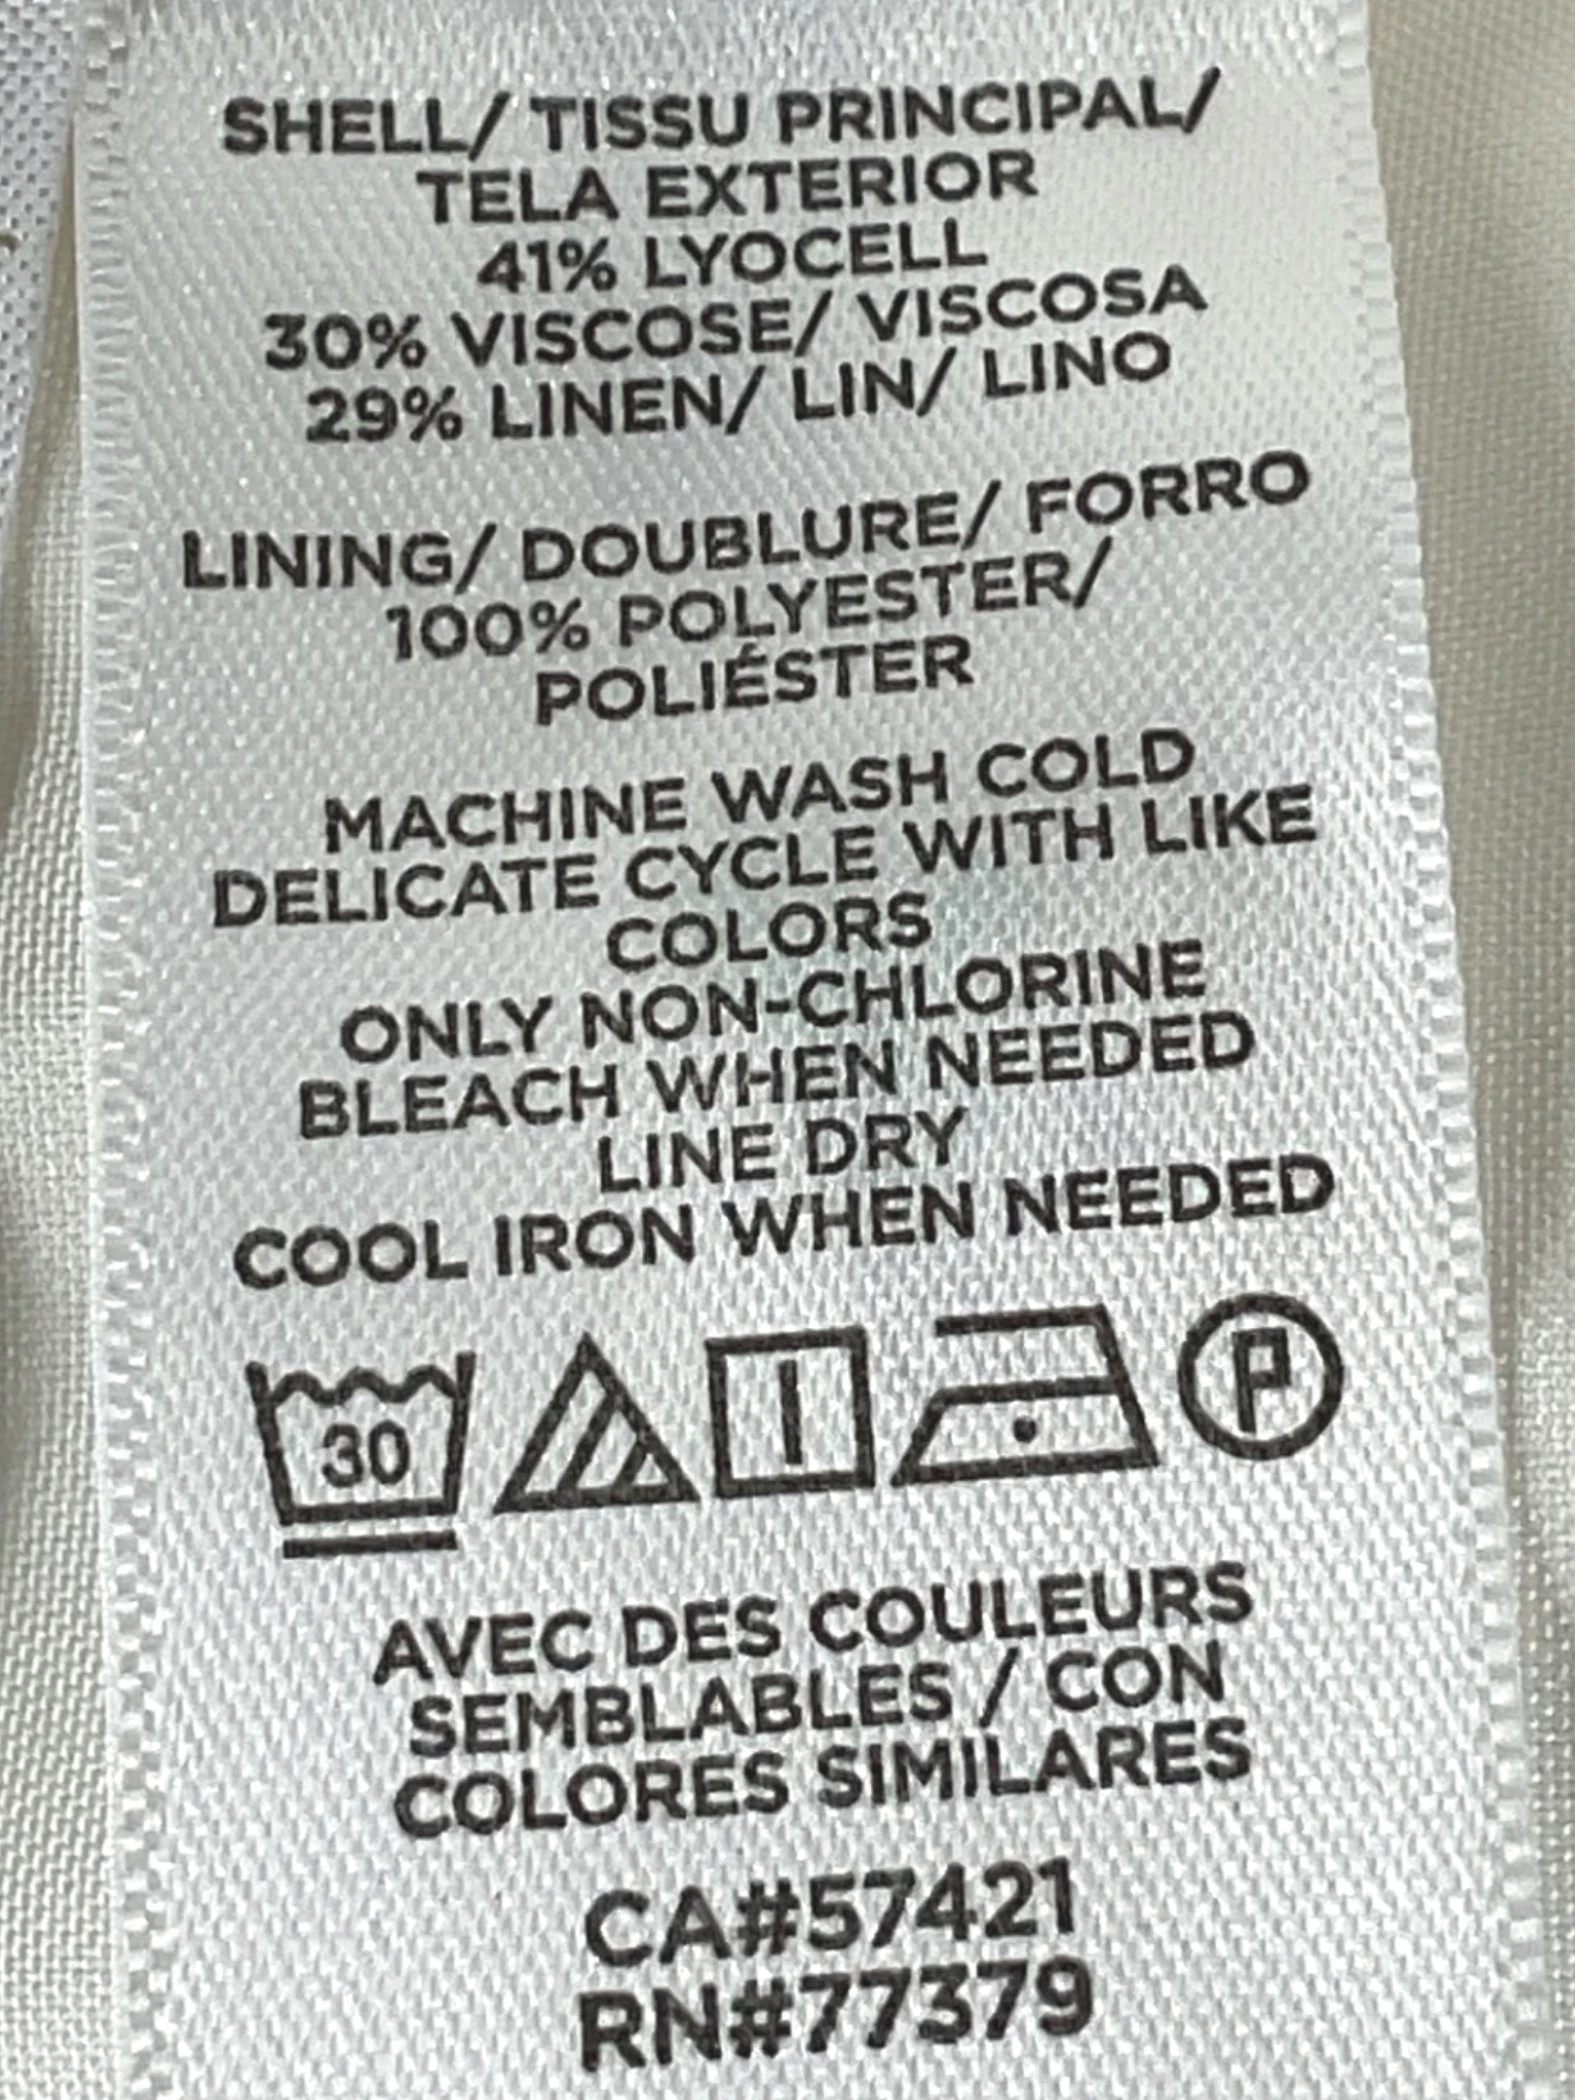 SHELL/ TISSU PRINCIPAL/
TELA EXTERIOR
41% LYOCELL
30% VISCOSE/ VISCOSA
29% LINEN/ LIN/ LINO
LINING/ DOUBLURE/ FORRO
100% POLYESTER/
POLIÉSTER
MACHINE WASH COLD
DELICATE CYCLE WITH LIKE
COLORS
ONLY NON-CHLORINE
BLEACH WHEN NEEDED
LINE DRY
COOL IRON WHEN NEEDED
30 P
AVEC DES COULEURS
SEMBLABLES / CON
COLORES SIMILARES
CA#57421
RN#77379